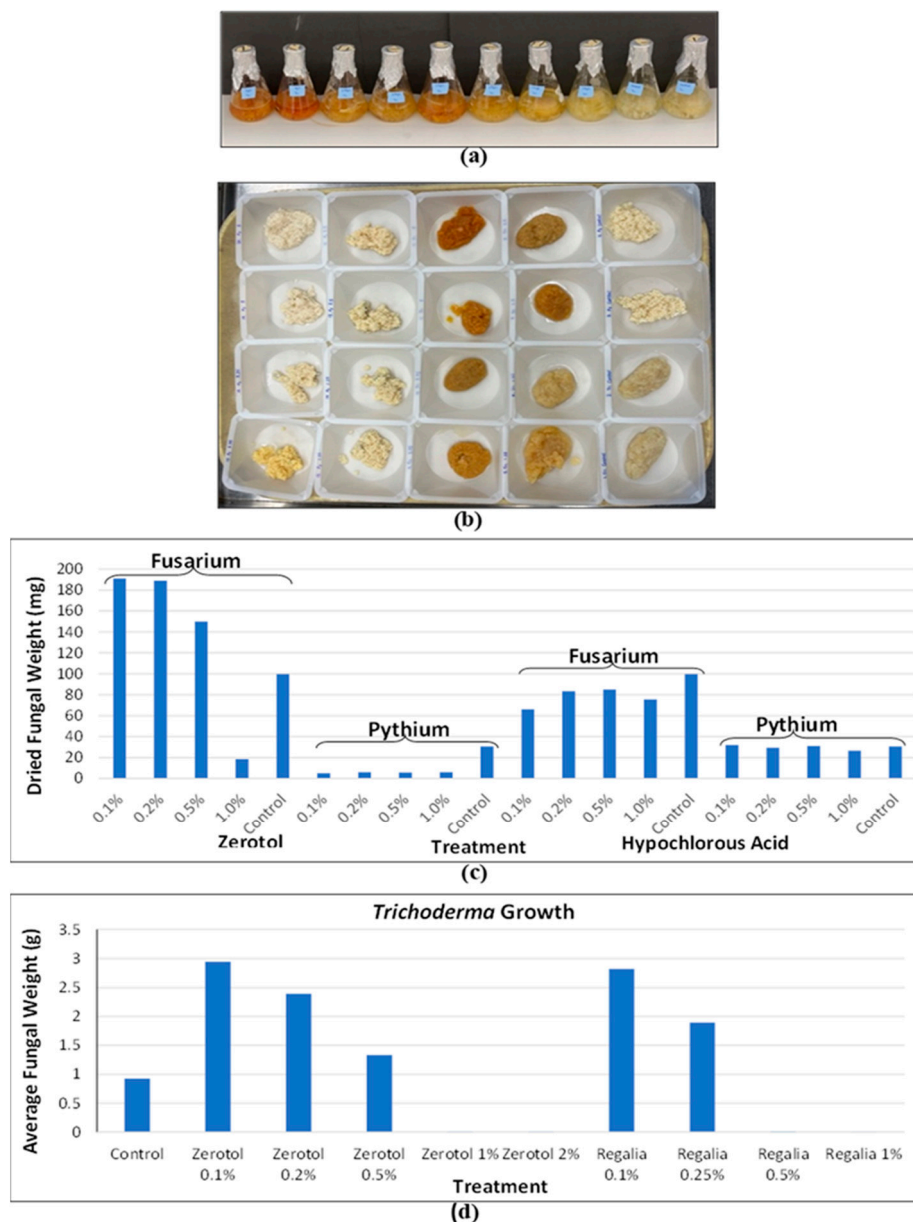 (a)
(b)
Dried Fungal Weight (mg)
200
180
160
140
120
100
80
60
40
20
0
Fusarium
Pythium
Fusarium
Pythium
0.1%
0.2%
0.5%
1.0%
Control
0.1%
0.2%
0.5%
1.0%
Control
0.1%
0.2%
0.5%
1.0%
Control
0.1%
0.2%
0.5%
1.0%
Control
Zerotol
Treatment
Hypochlorous Acid
(c)
Trichoderma Growth
Average Fungal Weight (g)
3.5
3
2.5
2
1.5
1
0.5
0
Control
Zerotol 0.1%
Zerotol 0.2%
Zerotol 0.5%
Zerotol 1%
Zerotol 2%
Regalia 0.1%
Regalia 0.25%
Regalia 0.5%
Regalia 1%
Treatment
(d)